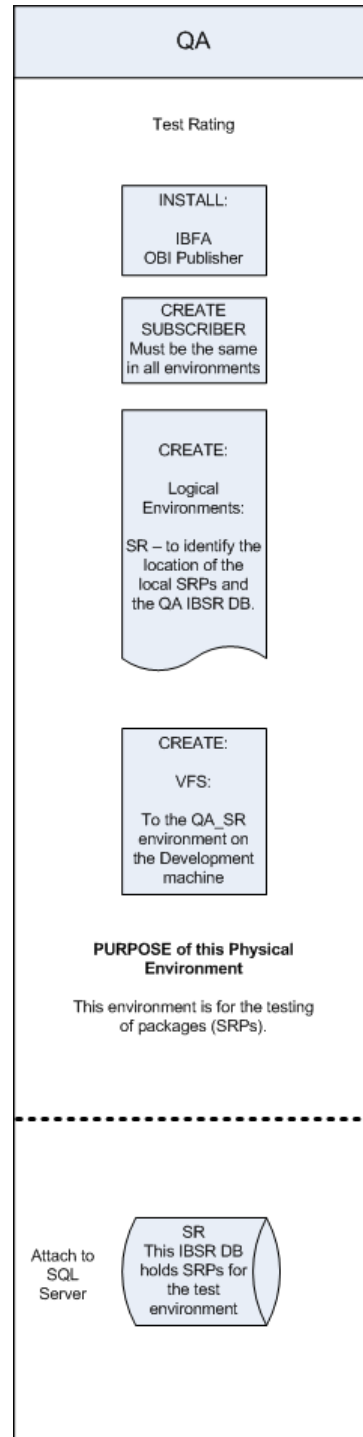 QA
Test Rating
INSTALL:
IBFA
OBI Publisher
CREATE
SUBSCRIBER
Must be the same
in all environments
CREATE:
Logical
Environments:
SR – to identify the
location of the
local SRPs and
the QA IBSR DB.
CREATE:
VFS:
To the QA_SR
environment on
the Development
machine
PURPOSE of this Physical
Environment
This environment is for the testing
of packages (SRPs).
Attach to
SQL
Server
SR
This IBSR DB
holds SRPs for
the test
environment